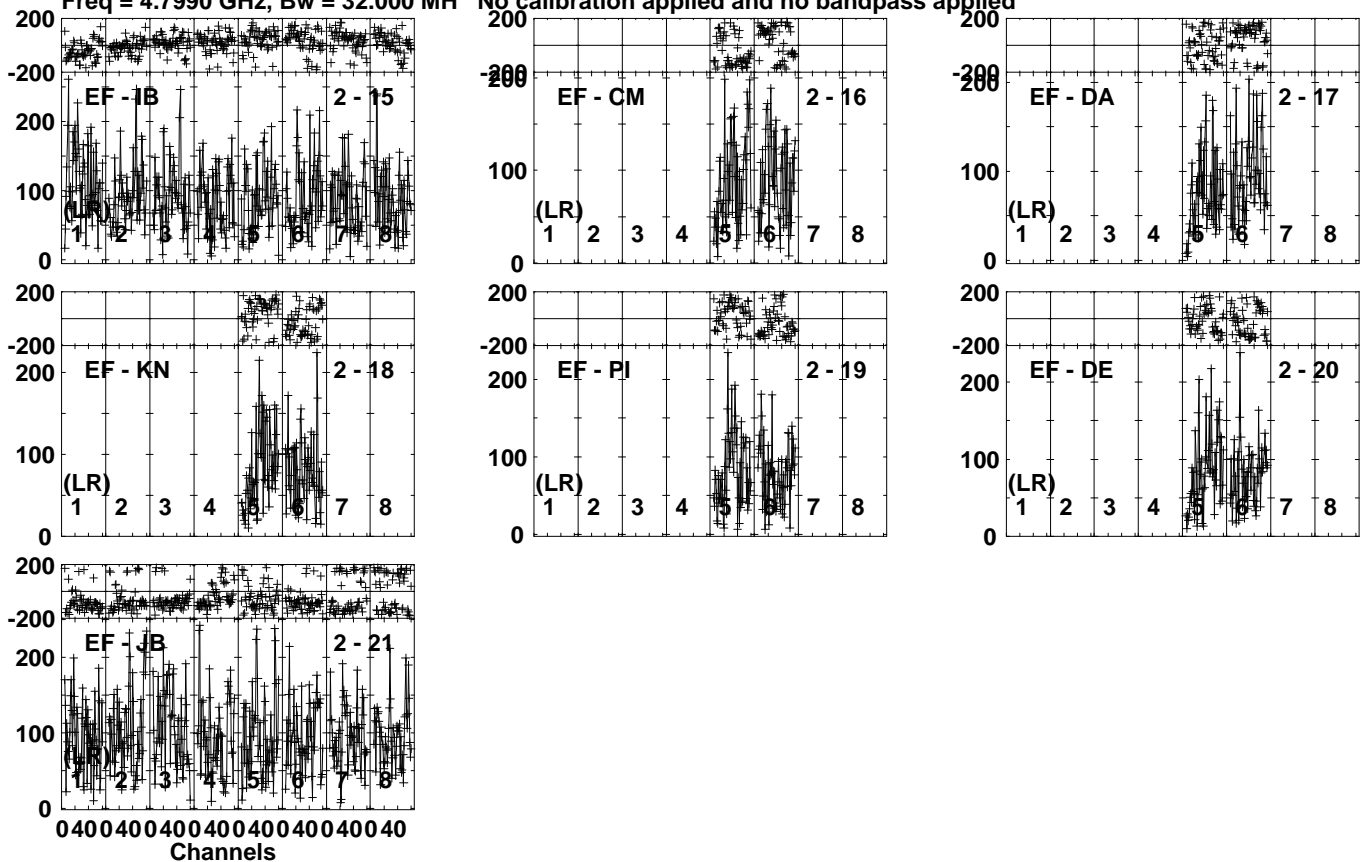 Freq = 4.7990 GHz, Bw = 32.000 MH No calibration applied and no bandpass applied
200
-200
EF - IB 2 - 15
200
100
0
(LR)
1 2 3 4 5 6 7 8
200
-200
200
EF - CM 2 - 16
100
0
(LR)
1 2 3 4 5 6 7 8
200
-200
200
EF - DA 2 - 17
100
0
(LR)
1 2 3 4 5 6 7 8
200
-200
EF - KN 2 - 18
200
100
0
(LR)
1 2 3 4 5 6 7 8
200
-200
EF - PI 2 - 19
200
100
0
(LR)
1 2 3 4 5 6 7 8
200
-200
EF - DE 2 - 20
200
100
0
(LR)
1 2 3 4 5 6 7 8
200
-200
EF - JB 2 - 21
200
100
0
(LR)
1 2 3 4 5 6 7 8
0 40 0 40 0 40 0 40 0 40 0 40 0 40 0 40
Channels